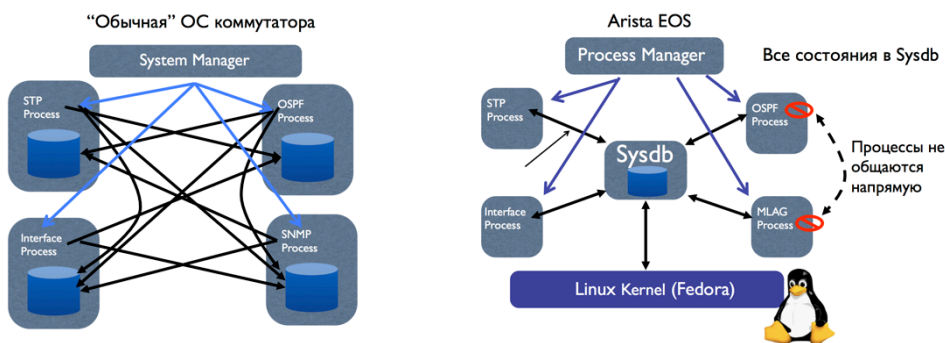 “Обычная” ОС коммутатора
System Manager
STP
Process
OSPF
Process
Interface
Process
SNMP
Process
Arista EOS
Process Manager
Все состояния в Sysdb
STP
Process
OSPF
Process
Sysdb
Процессы не
общаются
напрямую
Interface
Process
MLAG
Process
Linux Kernel (Fedora)